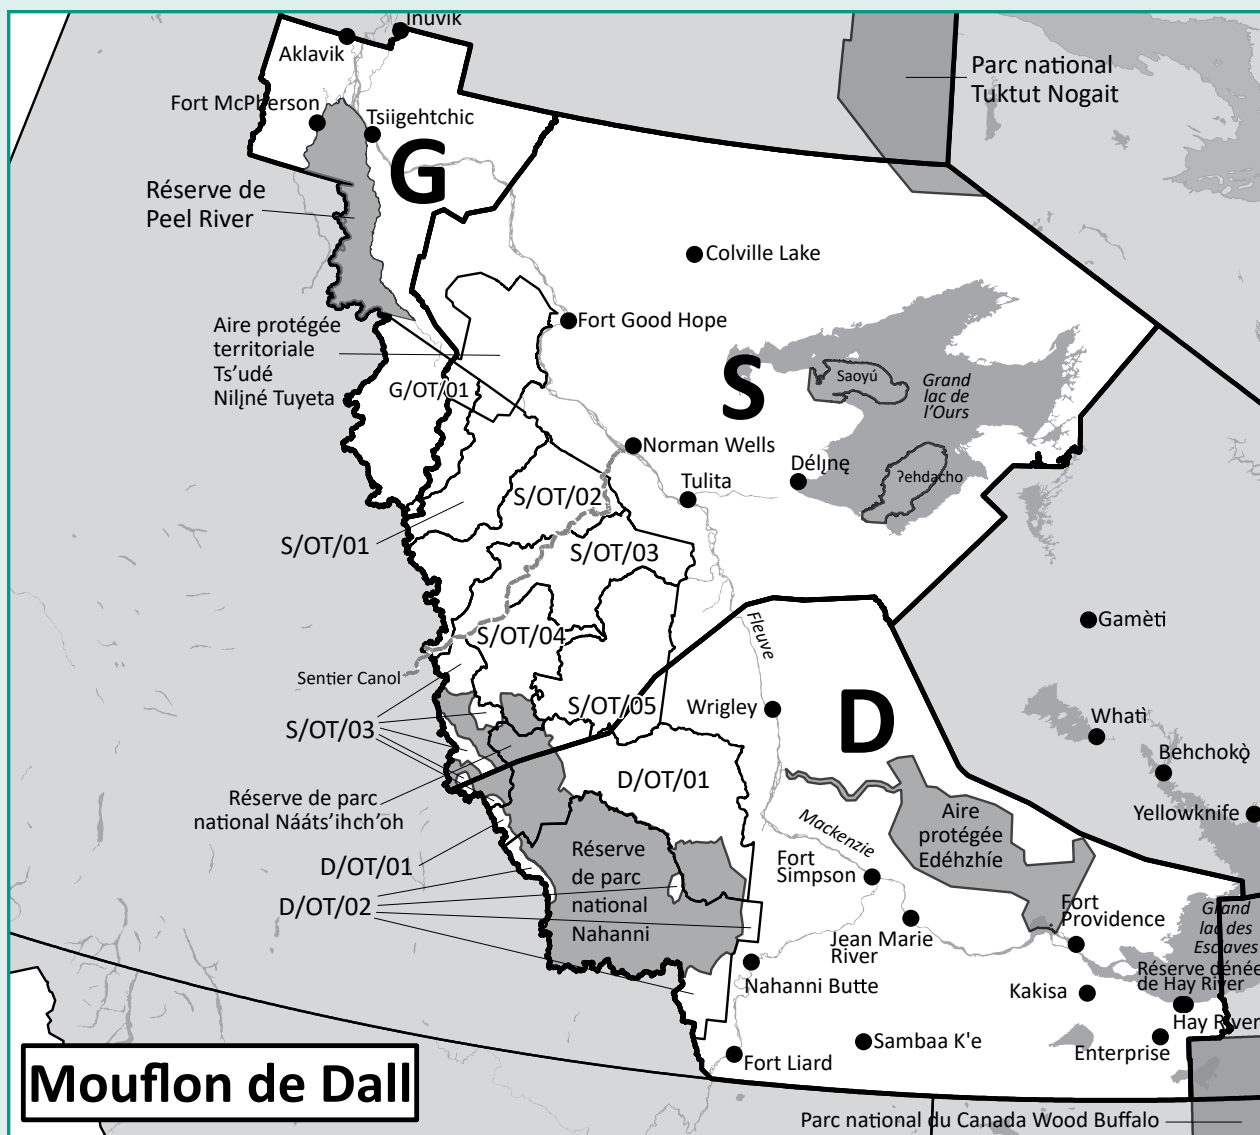 Inuvik
Aklavik
Parc national
Tuktut Nogait
Fort McPherson
Tsiigehtchic
G
Réserve de
Peel River
Colville Lake
Aire protégée
territoriale
Ts'udé
Nilįné Tuyeta
Fort Good Hope
G/OT/01
S
Saoyú
Grand
lac de
l'Ours
Norman Wells
Délįnę
Ɂehdacho
Tulita
S/OT/02
S/OT/01
S/OT/03
Gamètì
Fleuve
S/OT/04
Sentier Canol
S/OT/05
Wrigley
D
Whatì
S/OT/03
Behchokǫ̀
D/OT/01
Réserve de parc
national Nááts'ihch'oh
Yellowknife
Aire
protégée
Edéhzhíe
Mackenzie
Réserve
de parc
national
Nahanni
Fort
Simpson
D/OT/01
D/OT/02
Fort
Providence
Grand
lac des
Esclaves
Jean Marie
River
Réserve dénée
de Hay River
Nahanni Butte
Kakisa
Hay River
Sambaa K'e
Enterprise
Fort Liard
Mouflon de Dall
Parc national du Canada Wood Buffalo